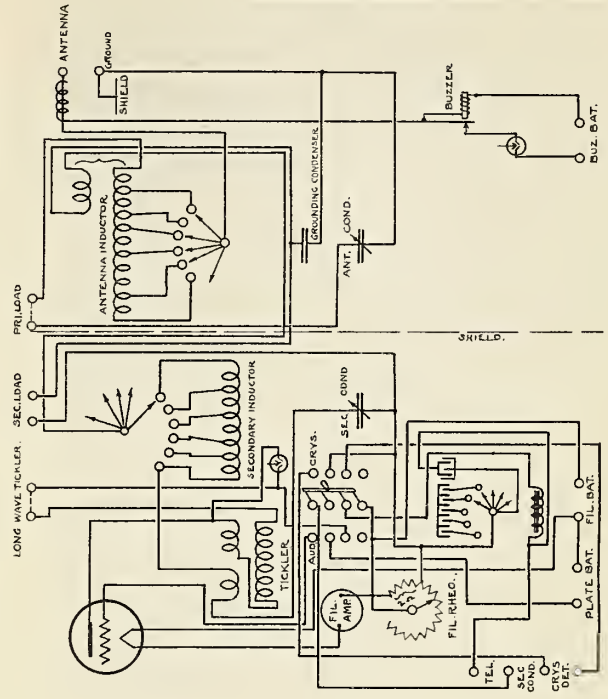 ANTENNA
GROUND
SHIELD
BUZZER
BUZ. BAT.
ANTENNA INDUCTOR
GROUNDING CONDENSER
ANT. COND.
PRI. LOAD
SHIELD.
SEC. LOAD
LONG WAVE TICKLER.
SECONDARY INDUCTOR
SEC. COND
TICKLER
CRYS.
AUD.
FIL.
AMP.
FIL. RHEO.
FIL. BAT.
PLATE BAT.
TEL.
SEC
COND.
CRYS
DET.